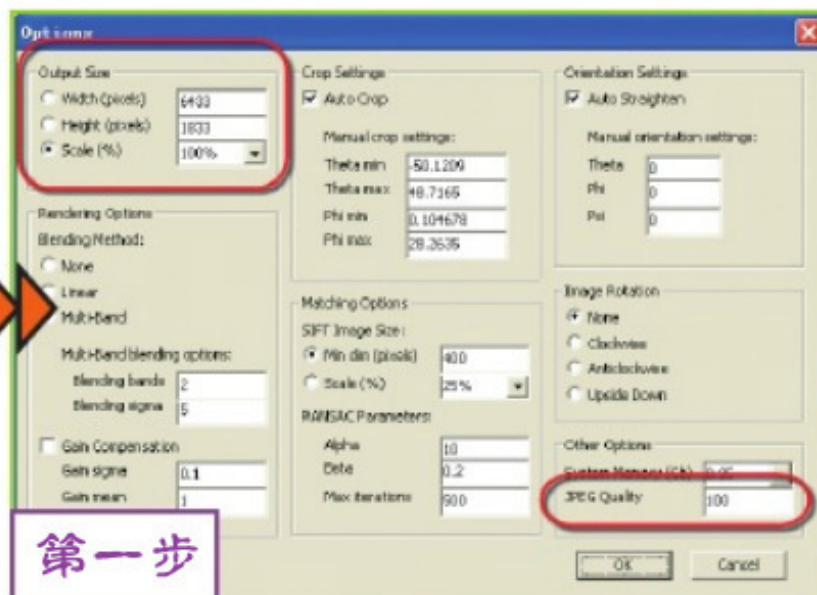 Options
Output Size
Width (pixels) 6433
Height (pixels) 1833
Scale (%) 100%
Rendering Options
Blending Method:
None
Linear
Multi-Band
Multi-Band blending options:
Blending bands 2
Blending sigma 5
Gain Compensation
Gain sigma 0.1
Gain mean 1
Crop Settings
Auto Crop
Manual crop settings:
Theta min -50.1209
Theta max 48.7165
Phi min 0.104678
Phi max 28.2635
Matching Options
SIFT Image Size:
Min dim (pixels) 400
Scale (%) 25%
RANSAC Parameters:
Alpha 10
Beta 0.2
Max iterations 500
Orientation Settings
Auto Straighten
Manual orientation settings:
Theta 0
Phi 0
Psi 0
Image Rotation
None
Clockwise
Anticlockwise
Upside Down
Other Options
System Memory (Gb)
JPEG Quality 100
OK Cancel
第一步